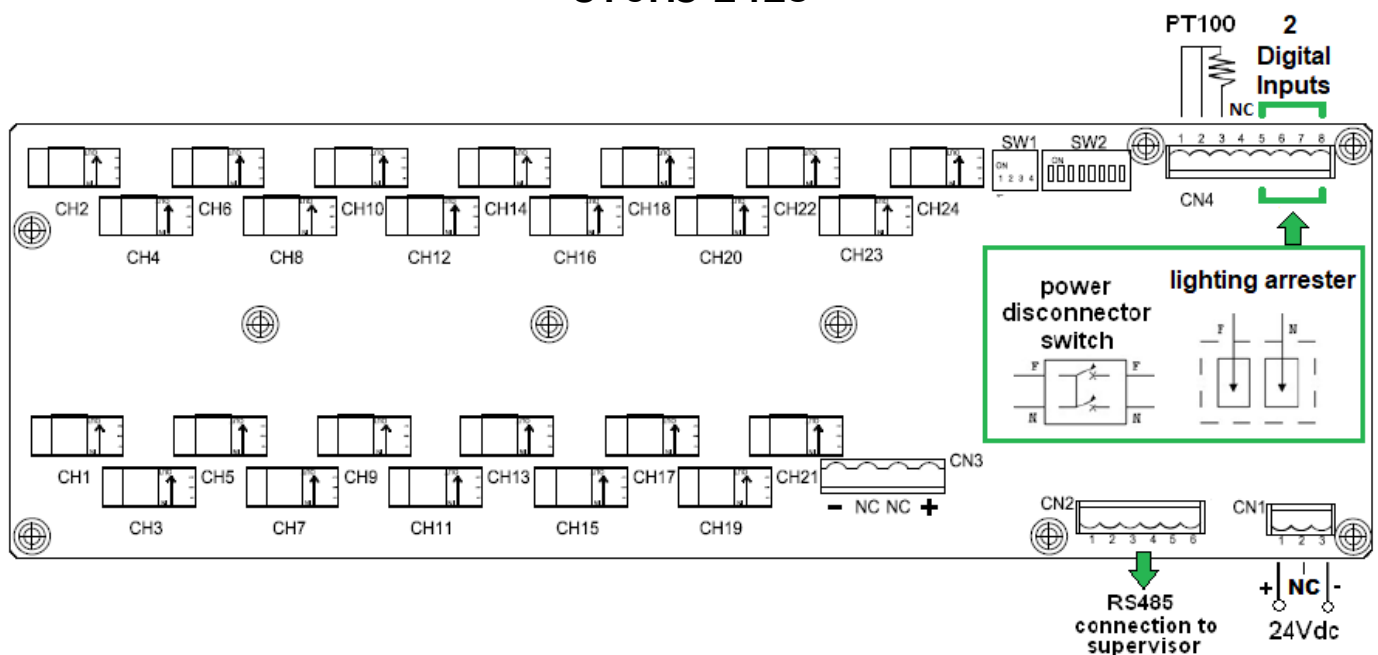 PT100
2
Digital
Inputs
NC
1 2 3 4 5 6 7 8
SW1
SW2
ON
1 2 3 4
ON
CN4
CH2
CH6
CH10
CH14
CH18
CH22
CH24
CH4
CH8
CH12
CH16
CH20
CH23
power
disconnector
switch
F
F
N
N
lighting arrester
F
N
CH1
CH5
CH9
CH13
CH17
CH21
CH3
CH7
CH11
CH15
CH19
CN3
- NC NC +
CN2
1 2 3 4 5 6
CN1
1 2 3
RS485
connection to
supervisor
+ NC -
24Vdc